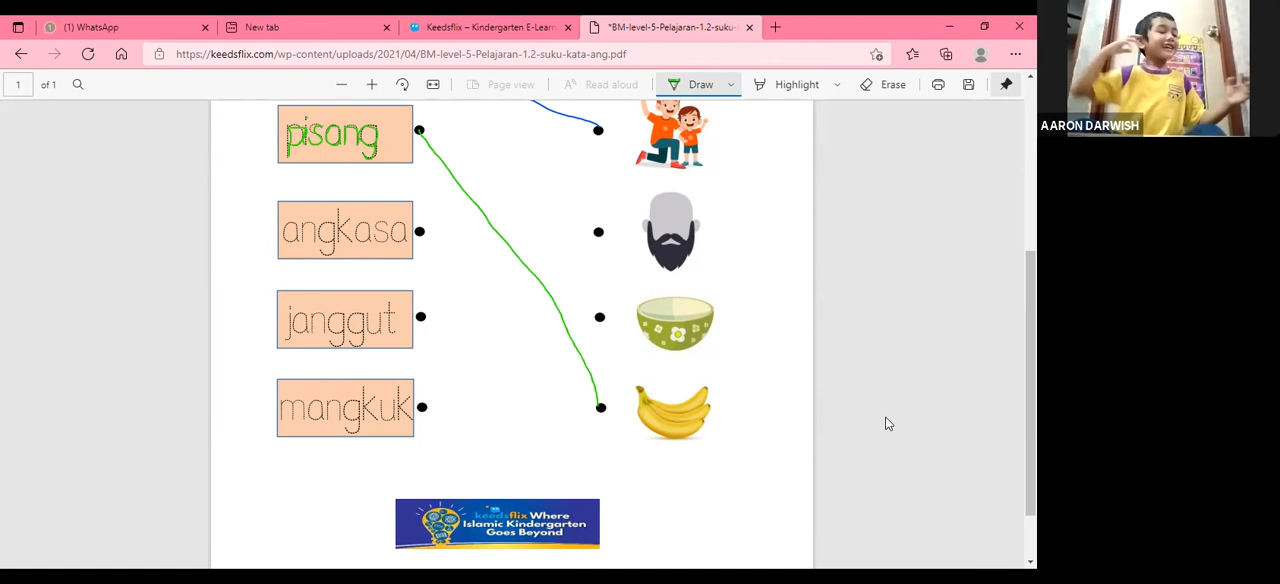 (1) WhatsApp
New tab
Keedsflix – Kindergarten E-Learn
*BM-level-5-Pelajaran-1.2-suku-
https://keedsflix.com/wp-content/uploads/2021/04/BM-level-5-Pelajaran-1.2-suku-kata-ang.pdf
1 of 1
Page view
Read aloud
Draw
Highlight
Erase
AARON DARWISH
pisang
angkasa
janggut
mangkuk
keedsflix Where
Islamic Kindergarten
Goes Beyond